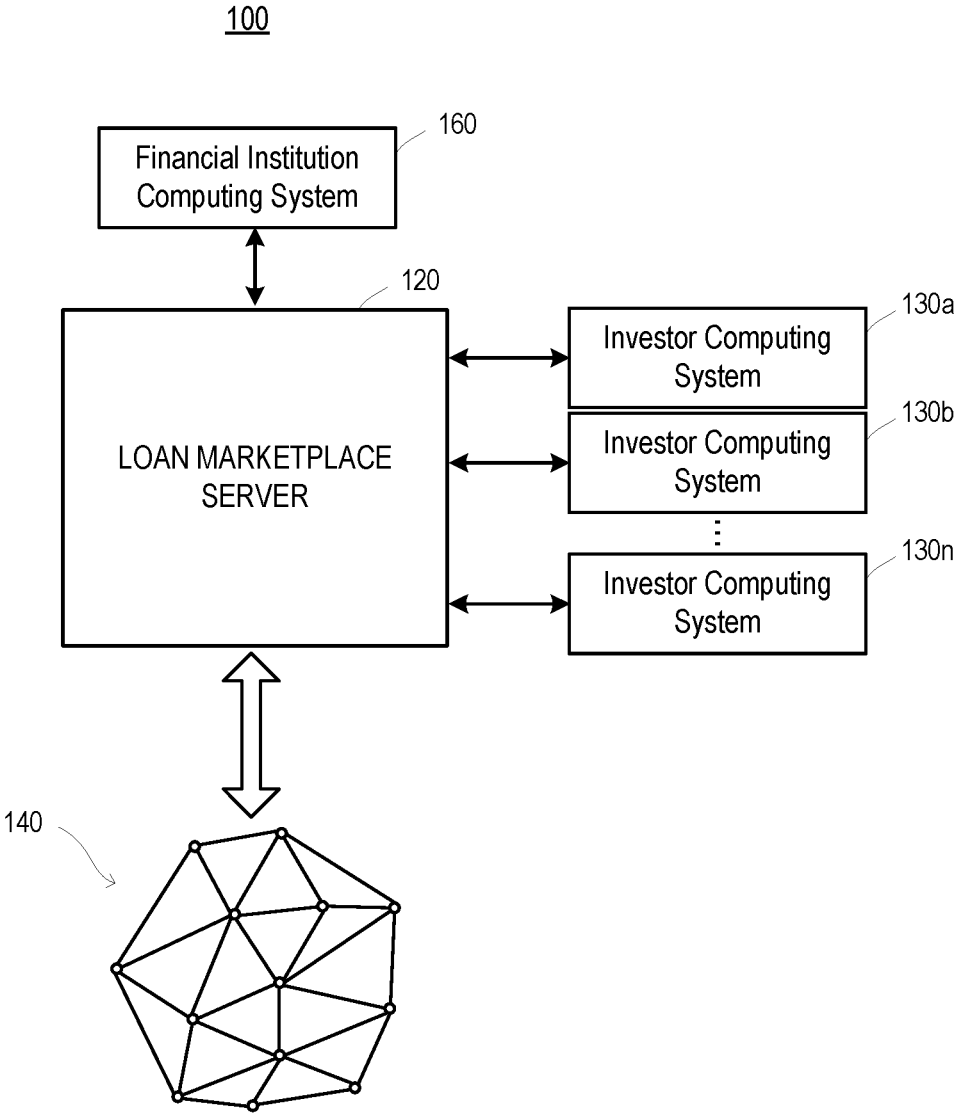 100
160
Financial Institution
Computing System
120
130a
Investor Computing
System
130b
LOAN MARKETPLACE
SERVER
Investor Computing
System
130n
Investor Computing
System
140